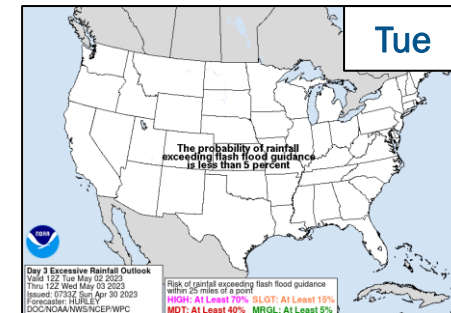 Tue
The probability of rainfall
exceeding flash flood guidance
is less than 5 percent
NOAA
Day 3 Excessive Rainfall Outlook
Valid 12Z Tue May 02 2023
Thru 12Z Wed May 03 2023
Issued: 0733Z Sun Apr 30 2023
Forecaster: HURLEY
DOC/NOAA/NWS/NCEP/WPC
Risk of rainfall exceeding flash flood guidance
within 25 miles of a point
HIGH: At Least 70% SLGT: At Least 15%
MDT: At Least 40% MRGL: At Least 5%